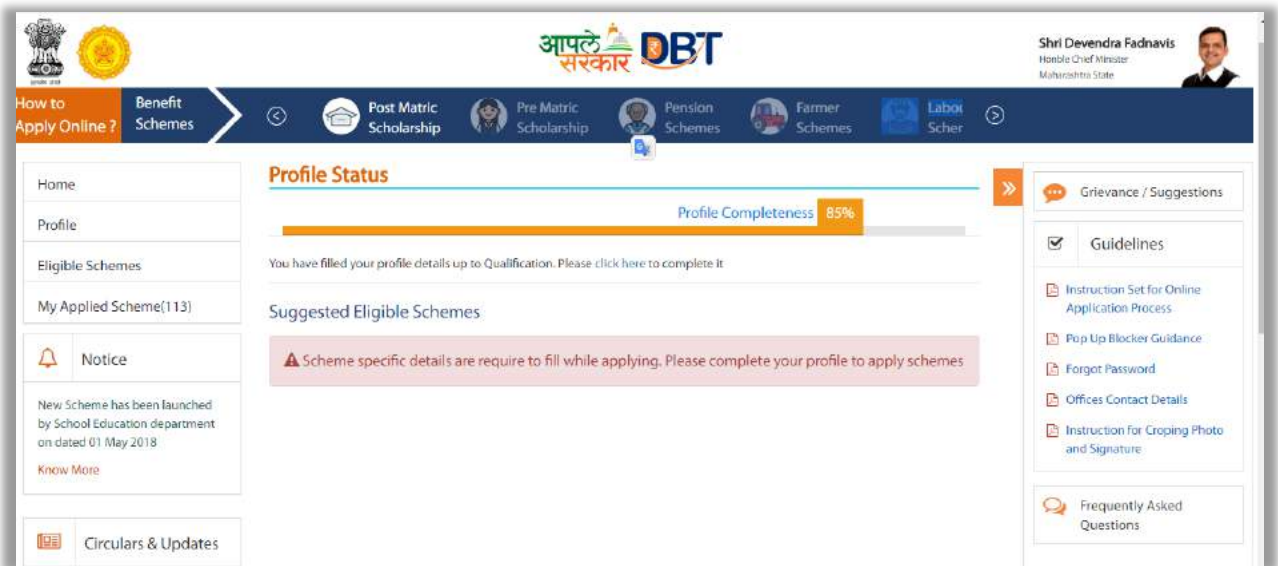 आपले सरकार DBT
Shri Devendra Fadnavis
Honble Chief Minister
Maharashtra State
How to
Apply Online ?
Benefit
Schemes
Post Matric
Scholarship
Pre Matric
Scholarship
Pension
Schemes
Farmer
Schemes
Labou
Scher
Home
Profile
Eligible Schemes
My Applied Scheme(113)
Notice
New Scheme has been launched
by School Education department
on dated 01 May 2018
Know More
Circulars & Updates
Profile Status
Profile Completeness 85%
You have filled your profile details up to Qualification. Please click here to complete it
Suggested Eligible Schemes
Scheme specific details are require to fill while applying. Please complete your profile to apply schemes
Grievance / Suggestions
Guidelines
Instruction Set for Online
Application Process
Pop Up Blocker Guidance
Forgot Password
Offices Contact Details
Instruction for Croping Photo
and Signature
Frequently Asked
Questions